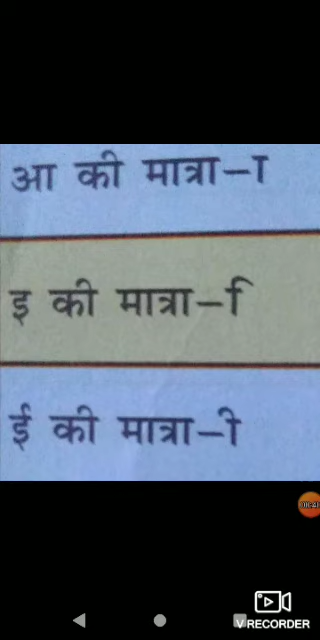 आ की मात्रा–ा
इ की मात्रा–ि
ई की मात्रा–ी
V RECORDER